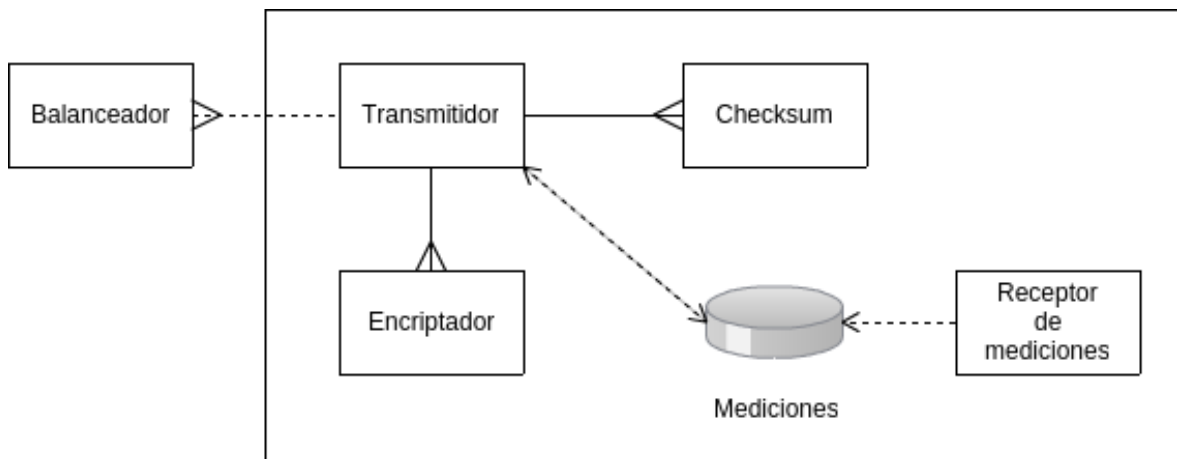 Balanceador
Transmitidor
Checksum
Encriptador
Receptor
de
mediciones
Mediciones